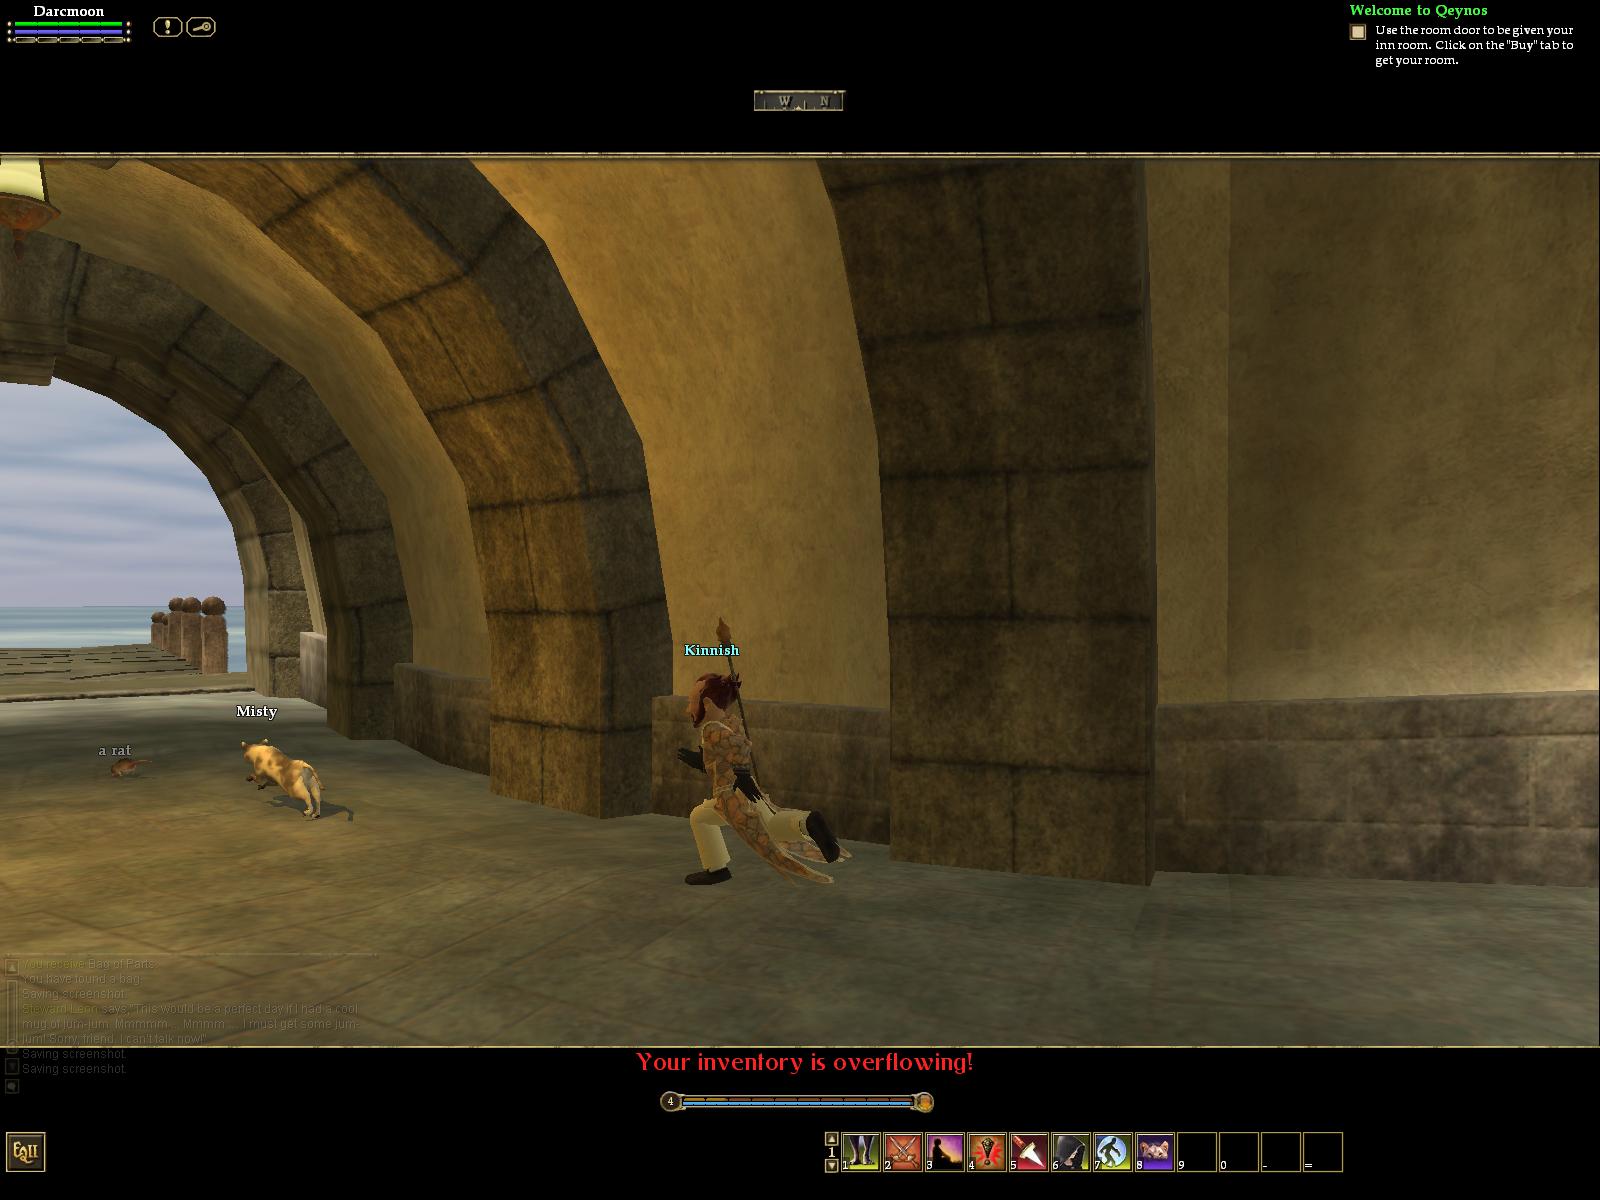 Darcmoon
Welcome to Qeynos
Use the room door to be given your
inn room. Click on the "Buy" tab to
get your room.
W N
Kinnish
Misty
a rat
You receive Bag of Parts.
You have found a bag.
Saving screenshot.
Steward Leon says, "This would be a perfect day if I had a cool
mug of jum-jum. Mmmmm... Mmmm.... I must get some jum-
jum! Sorry, friend. I can't talk now!"
Saving screenshot.
Saving screenshot.
Your inventory is overflowing!
4
EQII
1
1 2 3 4 5 6 7 8 9 0 - =